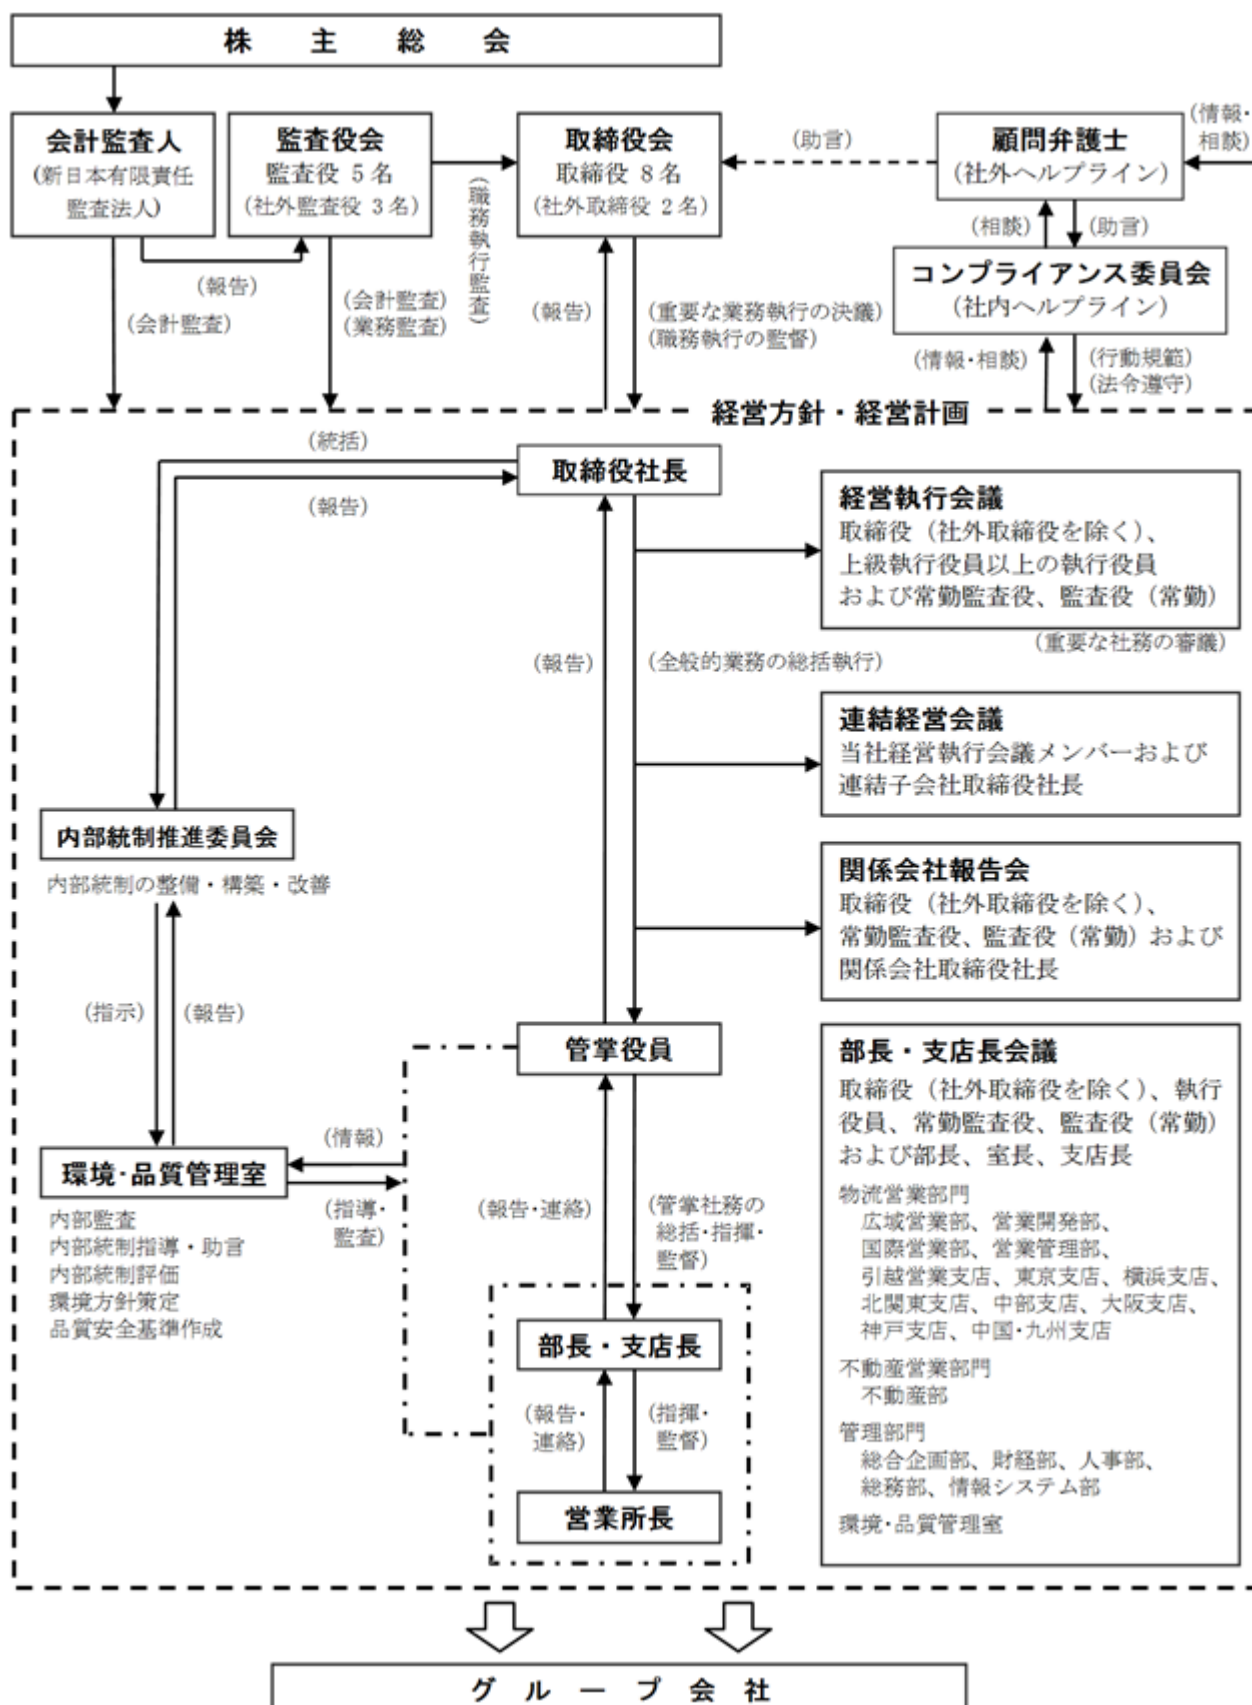 株主総会
会計監査人
(新日本有限責任
監査法人)
監査役会
監査役 5名
(社外監査役 3名)
取締役会
取締役 8名
(社外取締役 2名)
(助言)
顧問弁護士
(社外ヘルプライン)
(情報・
相談)
(報告)
(会計監査)
(会計監査)
(業務監査)
(職務執行監査)
(報告)
(重要な業務執行の決議)
(職務執行の監督)
(相談)
(助言)
コンプライアンス委員会
(社内ヘルプライン)
(情報・相談)
(行動規範)
(法令遵守)
経営方針・経営計画
(統括)
(報告)
取締役社長
経営執行会議
取締役（社外取締役を除く）、
上級執行役員以上の執行役員
および常勤監査役、監査役（常勤）
(重要な社務の審議)
(報告)
(全般的業務の総括執行)
連結経営会議
当社経営執行会議メンバーおよび
連結子会社取締役社長
内部統制推進委員会
内部統制の整備・構築・改善
関係会社報告会
取締役（社外取締役を除く）、
常勤監査役、監査役（常勤）および
関係会社取締役社長
(指示)
(報告)
管掌役員
(情報)
環境・品質管理室
(指導・
監査)
内部監査
内部統制指導・助言
内部統制評価
環境方針策定
品質安全基準作成
(報告・連絡)
(管掌社務の
総括・指揮・
監督)
部長・支店長
(報告・
連絡)
(指揮・
監督)
営業所長
部長・支店長会議
取締役（社外取締役を除く）、執行
役員、常勤監査役、監査役（常勤）
および部長、室長、支店長
物流営業部門
広域営業部、営業開発部、
国際営業部、営業管理部、
引越営業支店、東京支店、横浜支店、
北関東支店、中部支店、大阪支店、
神戸支店、中国・九州支店
不動産営業部門
不動産部
管理部門
総合企画部、財経部、人事部、
総務部、情報システム部
環境・品質管理室
グループ会社